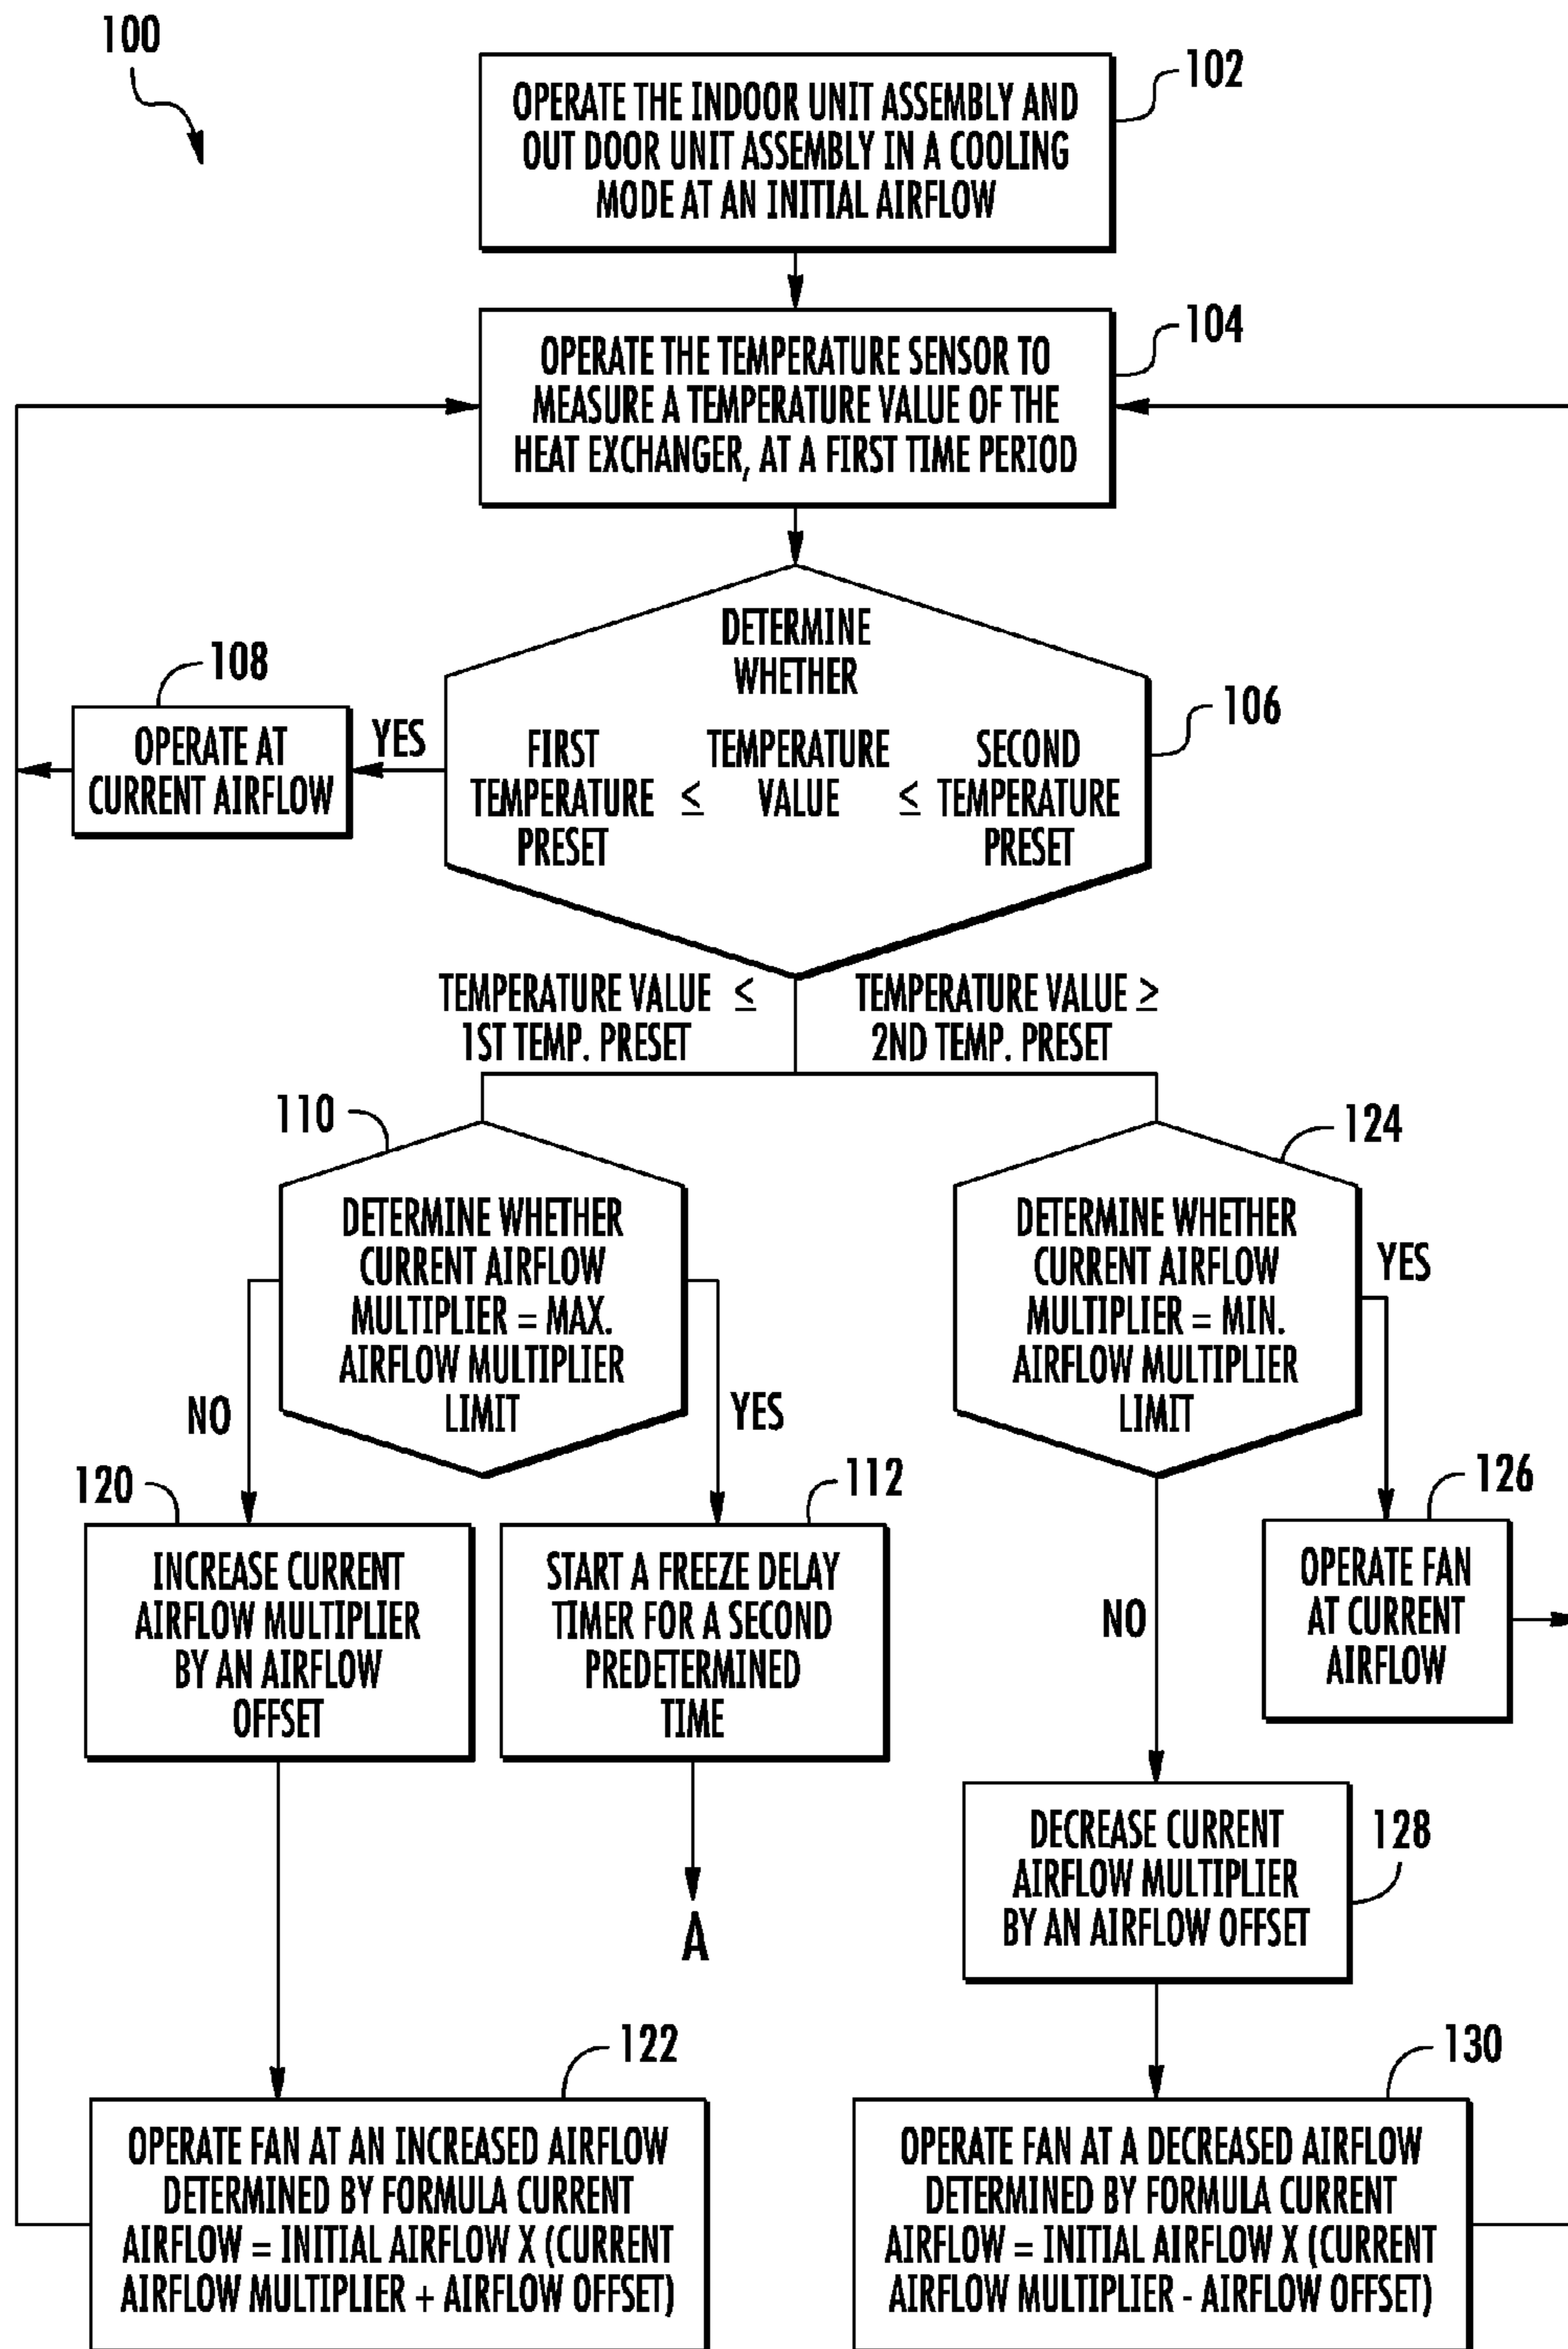 100
102
OPERATE THE INDOOR UNIT ASSEMBLY AND
OUT DOOR UNIT ASSEMBLY IN A COOLING
MODE AT AN INITIAL AIRFLOW
104
OPERATE THE TEMPERATURE SENSOR TO
MEASURE A TEMPERATURE VALUE OF THE
HEAT EXCHANGER, AT A FIRST TIME PERIOD
106
DETERMINE
WHETHER
FIRST TEMPERATURE SECOND
TEMPERATURE ≤ VALUE ≤ TEMPERATURE
PRESET PRESET
108
YES
OPERATE AT
CURRENT AIRFLOW
TEMPERATURE VALUE ≤
1ST TEMP. PRESET
TEMPERATURE VALUE ≥
2ND TEMP. PRESET
110
DETERMINE WHETHER
CURRENT AIRFLOW
MULTIPLIER = MAX.
AIRFLOW MULTIPLIER
LIMIT
NO
YES
124
DETERMINE WHETHER
CURRENT AIRFLOW
MULTIPLIER = MIN.
AIRFLOW MULTIPLIER
LIMIT
YES
NO
120
INCREASE CURRENT
AIRFLOW MULTIPLIER
BY AN AIRFLOW
OFFSET
112
START A FREEZE DELAY
TIMER FOR A SECOND
PREDETERMINED
TIME
A
126
OPERATE FAN
AT CURRENT
AIRFLOW
128
DECREASE CURRENT
AIRFLOW MULTIPLIER
BY AN AIRFLOW OFFSET
122
OPERATE FAN AT AN INCREASED AIRFLOW
DETERMINED BY FORMULA CURRENT
AIRFLOW = INITIAL AIRFLOW X (CURRENT
AIRFLOW MULTIPLIER + AIRFLOW OFFSET)
130
OPERATE FAN AT A DECREASED AIRFLOW
DETERMINED BY FORMULA CURRENT
AIRFLOW = INITIAL AIRFLOW X (CURRENT
AIRFLOW MULTIPLIER - AIRFLOW OFFSET)